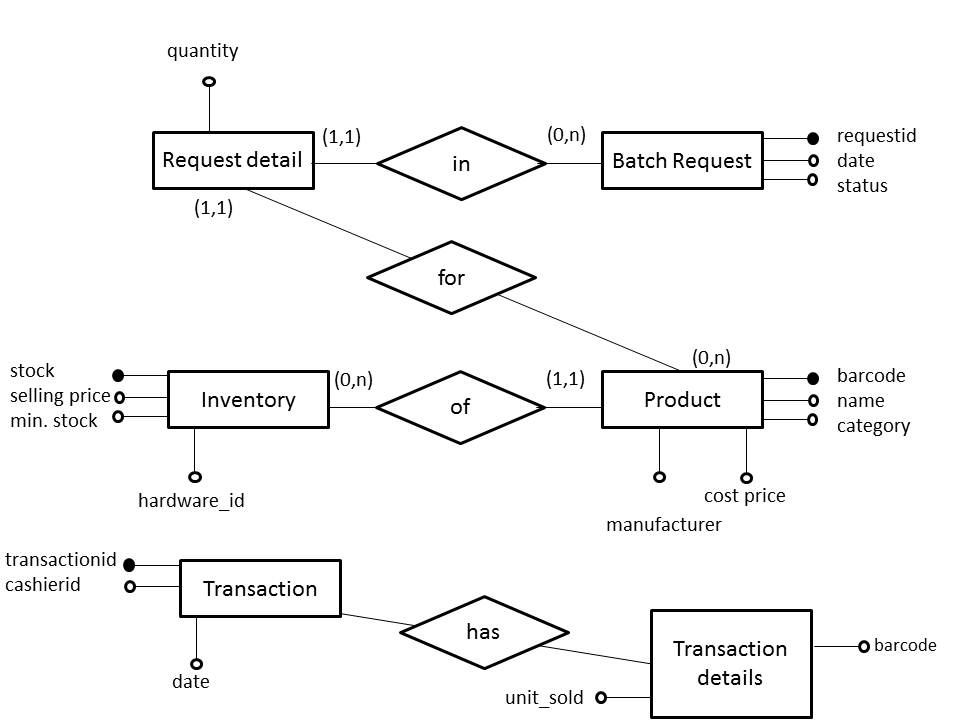 quantity
Request detail
(1,1)
in
(0,n)
Batch Request
requestid
date
status
(1,1)
for
(0,n)
stock
selling price
min. stock
Inventory
(0,n)
of
(1,1)
Product
barcode
name
category
hardware_id
cost price
manufacturer
transactionid
cashierid
Transaction
date
has
Transaction
details
barcode
unit_sold